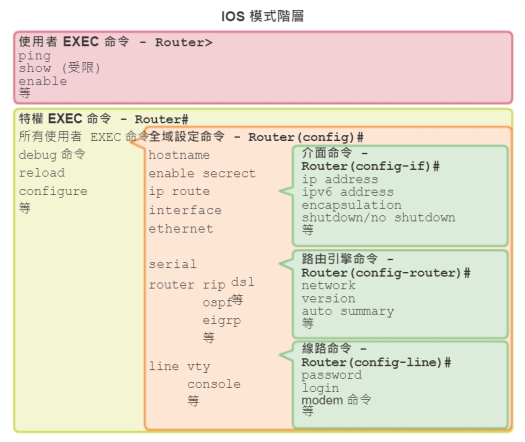 IOS 模式階層
使用者 EXEC 命令 - Router>
ping
show (受限)
enable
等
特權 EXEC 命令 - Router#
所有使用者 EXEC 命令
debug 命令
reload
configure
等
全域設定命令 - Router(config)#
hostname
enable secrect
ip route
interface
ethernet
serial
dsl
等
router rip
ospf
eigrp
等
line vty
console
等
介面命令 -
Router(config-if)#
ip address
ipv6 address
encapsulation
shutdown/no shutdown
等
路由引擎命令 -
Router(config-router)#
network
version
auto summary
等
線路命令 -
Router(config-line)#
password
login
modem 命令
等